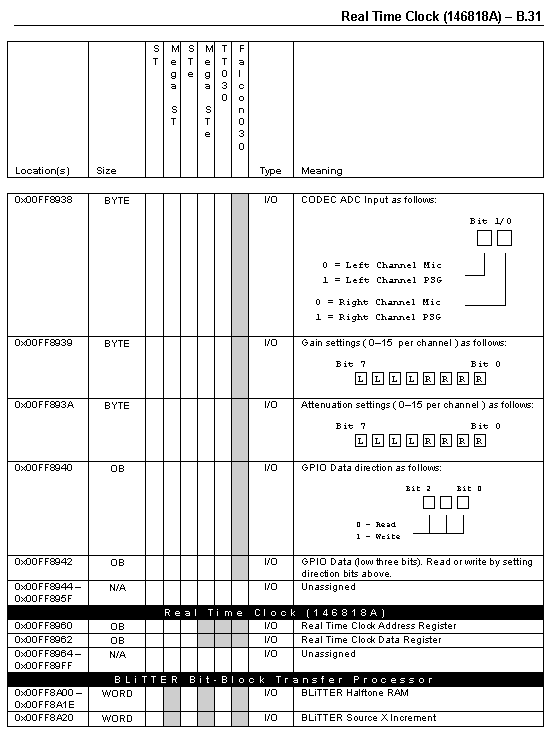 Real Time Clock (146818A) – B.31
Location(s) Size ST Mega ST STe Mega STe TT030 Falcon030 Type Meaning
0x00FF8938 BYTE I/O CODEC ADC Input as follows:
Bit 1/0
0 = Left Channel Mic
1 = Left Channel PSG
0 = Right Channel Mic
1 = Right Channel PSG
0x00FF8939 BYTE I/O Gain settings ( 0–15 per channel ) as follows:
Bit 7 Bit 0
L L L L R R R R
0x00FF893A BYTE I/O Attenuation settings ( 0–15 per channel ) as follows:
Bit 7 Bit 0
L L L L R R R R
0x00FF8940 OB I/O GPIO Data direction as follows:
Bit 2 Bit 0
0 - Read
1 - Write
0x00FF8942 OB I/O GPIO Data (low three bits). Read or write by setting
direction bits above.
0x00FF8944 – N/A I/O Unassigned
0x00FF895F
Real Time Clock (146818A)
0x00FF8960 OB I/O Real Time Clock Address Register
0x00FF8962 OB I/O Real Time Clock Data Register
0x00FF8964 – N/A I/O Unassigned
0x00FF89FF
BLiTTER Bit-Block Transfer Processor
0x00FF8A00 – WORD I/O BLiTTER Halftone RAM
0x00FF8A1E
0x00FF8A20 WORD I/O BLiTTER Source X Increment